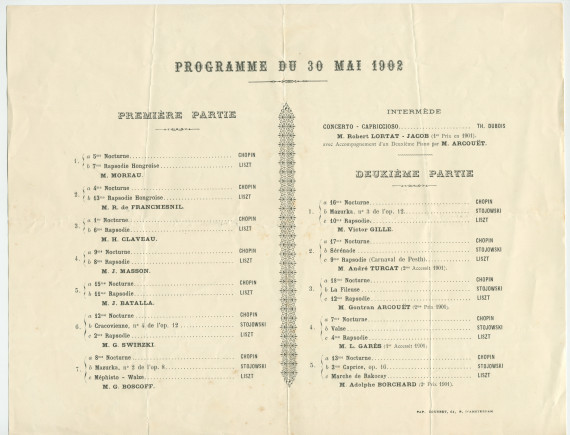 PROGRAMME DU 30 MAI 1902
PREMIÈRE PARTIE
1. a 5me Nocturne CHOPIN
b 7me Rapsodie Hongroise LISZT
M. MOREAU.
2. a 4me Nocturne CHOPIN
b 13me Rapsodie Hongroise LISZT
M. R. de FRANCMESNIL.
3. a 1er Nocturne CHOPIN
b 6me Rapsodie LISZT
M. H. CLAVEAU.
4. a 9me Nocturne CHOPIN
b 8me Rapsodie LISZT
M. J. MASSON.
5. a 15me Nocturne CHOPIN
b 11me Rapsodie LISZT
M. J. BATALLA.
6. a 12me Nocturne CHOPIN
b Cracovienne, no 4 de l'op. 12 STOJOWSKI
c 2me Rapsodie LISZT
M. G. SWIRZKI.
7. a 8me Nocturne CHOPIN
b Mazurka, no 2 de l'op. 8 STOJOWSKI
c Méphisto - Walse LISZT
M. G. BOSCOFF.
INTERMÈDE
CONCERTO - CAPRICCIOSO TH. DUBOIS
M. Robert LORTAT - JACOB (1er Prix en 1901).
avec Accompagnement d'un Deuxième Piano par M. ARCOUËT.
DEUXIÈME PARTIE
1. a 16me Nocturne CHOPIN
b Mazurka, no 3 de l'op. 12 STOJOWSKI
c 10me Rapsodie LISZT
M. Victor GILLE.
2. a 17me Nocturne CHOPIN
b Sérénade STOJOWSKI
c 9me Rapsodie (Carnaval de Pesth) LISZT
M. André TURCAT (2me Accessit 1901).
3. a 18me Nocturne CHOPIN
b La Fileuse STOJOWSKI
c 12me Rapsodie LISZT
M. Gontran ARCOUËT (2me Prix 1901).
4. a 7me Nocturne CHOPIN
b Valse STOJOWSKI
c 4me Rapsodie LISZT
M. L. GARÈS (1er Accessit 1901).
5. a 13me Nocturne CHOPIN
b 2me Caprice, op. 16 STOJOWSKI
c Marche de Rakoczy LISZT
M. Adolphe BORCHARD (2e Prix 1901).